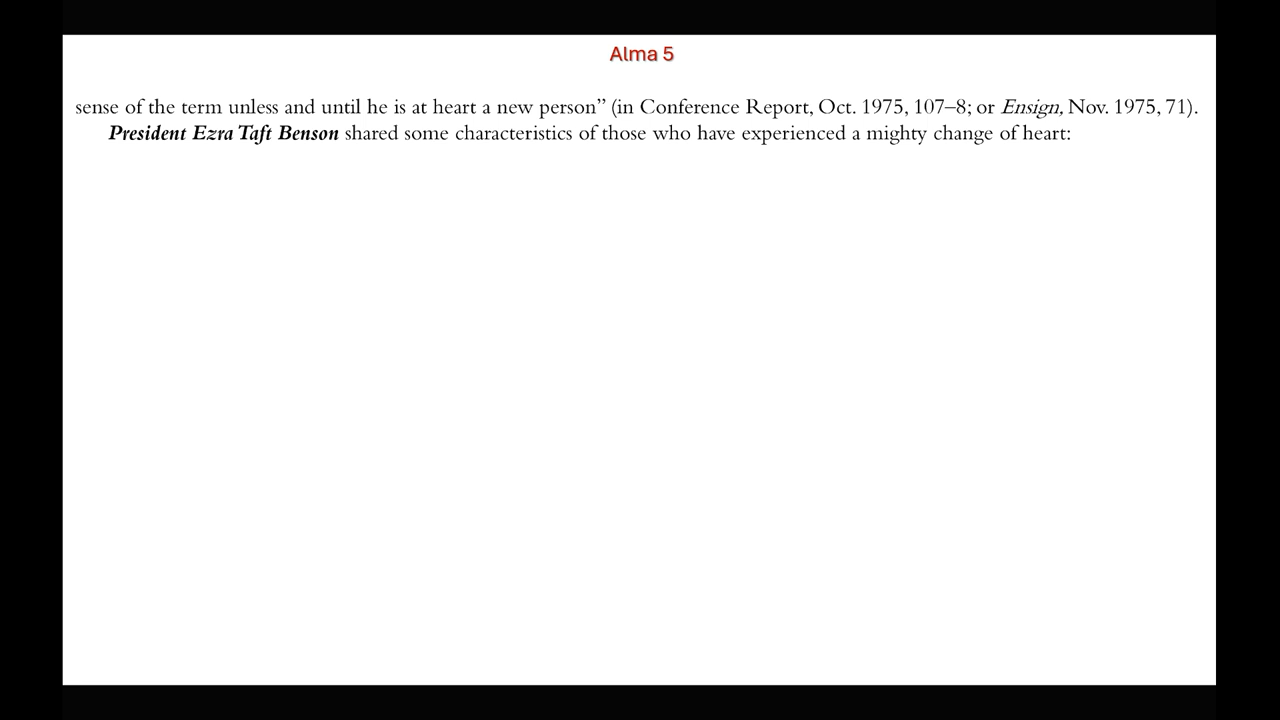 Alma 5
sense of the term unless and until he is at heart a new person” (in Conference Report, Oct. 1975, 107–8; or Ensign, Nov. 1975, 71).
President Ezra Taft Benson shared some characteristics of those who have experienced a mighty change of heart: